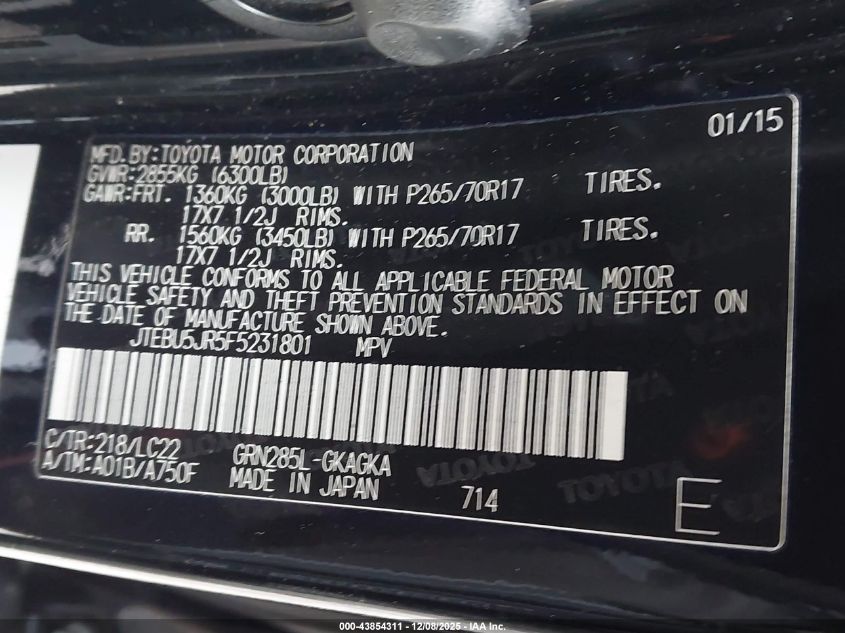 01/15
MFD.BY:TOYOTA MOTOR CORPORATION
GVWR:2855KG (6300LB)
GAWR:FRT. 1360KG (3000LB) WITH P265/70R17 TIRES.
17X7 1/2J RIMS.
RR. 1560KG (3450LB) WITH P265/70R17 TIRES.
17X7 1/2J RIMS.
THIS VEHICLE CONFORMS TO ALL APPLICABLE FEDERAL MOTOR
VEHICLE SAFETY AND THEFT PREVENTION STANDARDS IN EFFECT ON
THE DATE OF MANUFACTURE SHOWN ABOVE.
JTEBU5JR5F5231801 MPV
C/TR:218/LC22 GRN285L-GKAGKA
A/TM:A01B/A750F MADE IN JAPAN 714 E
TOYOTA
TOYOTA
000-43854311 - 12/08/2025 - IAA Inc.